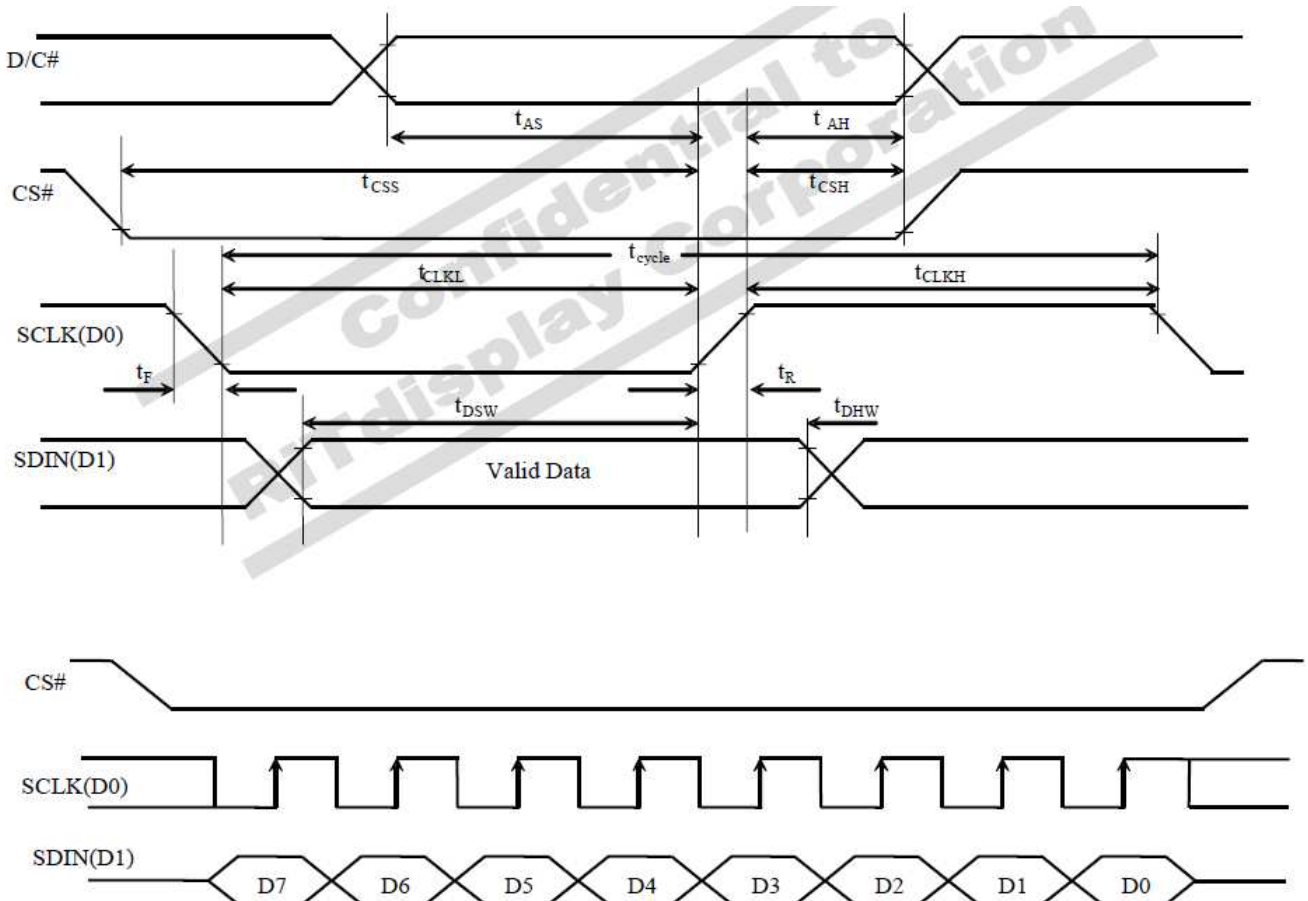 Confidential to
RiTdisplay Corporation
D/C#
tAS
t AH
CS#
tCSS
tCSH
tcycle
tCLKL
tCLKH
SCLK(D0)
tF
tR
tDSW
tDHW
SDIN(D1)
Valid Data
CS#
SCLK(D0)
SDIN(D1)
D7 D6 D5 D4 D3 D2 D1 D0